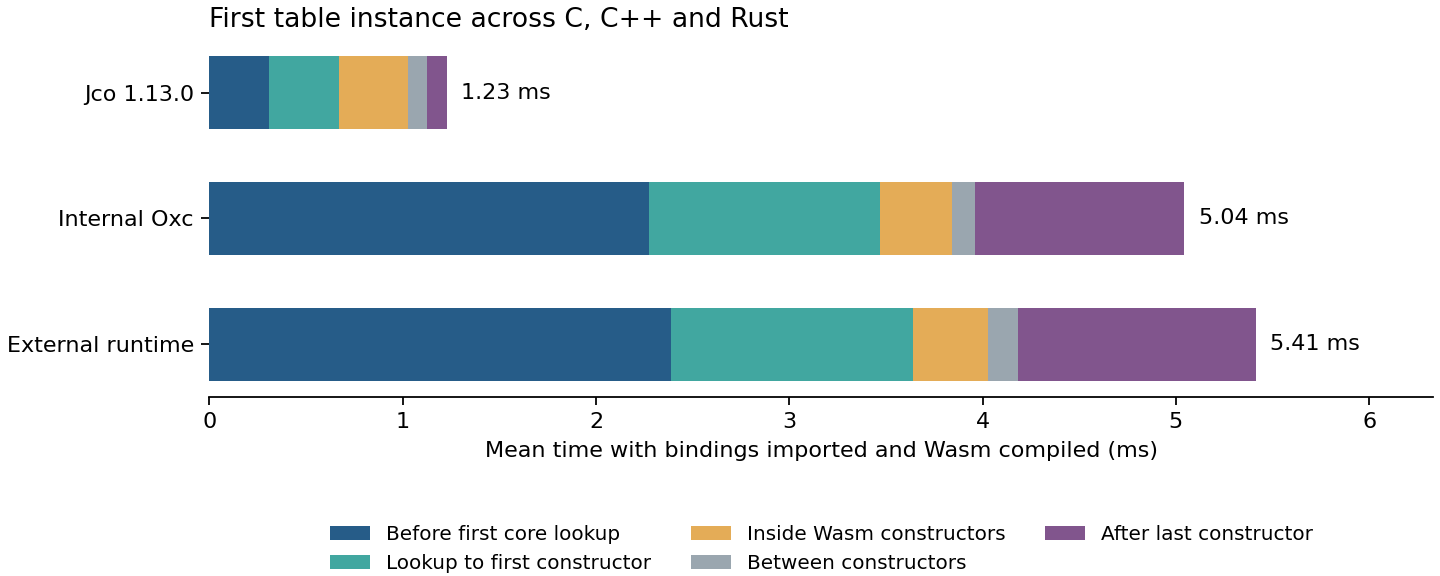 First table instance across C, C++ and Rust
Jco 1.13.0
1.23 ms
Internal Oxc
5.04 ms
External runtime
5.41 ms
0 1 2 3 4 5 6
Mean time with bindings imported and Wasm compiled (ms)
Before first core lookup
Lookup to first constructor
Inside Wasm constructors
Between constructors
After last constructor